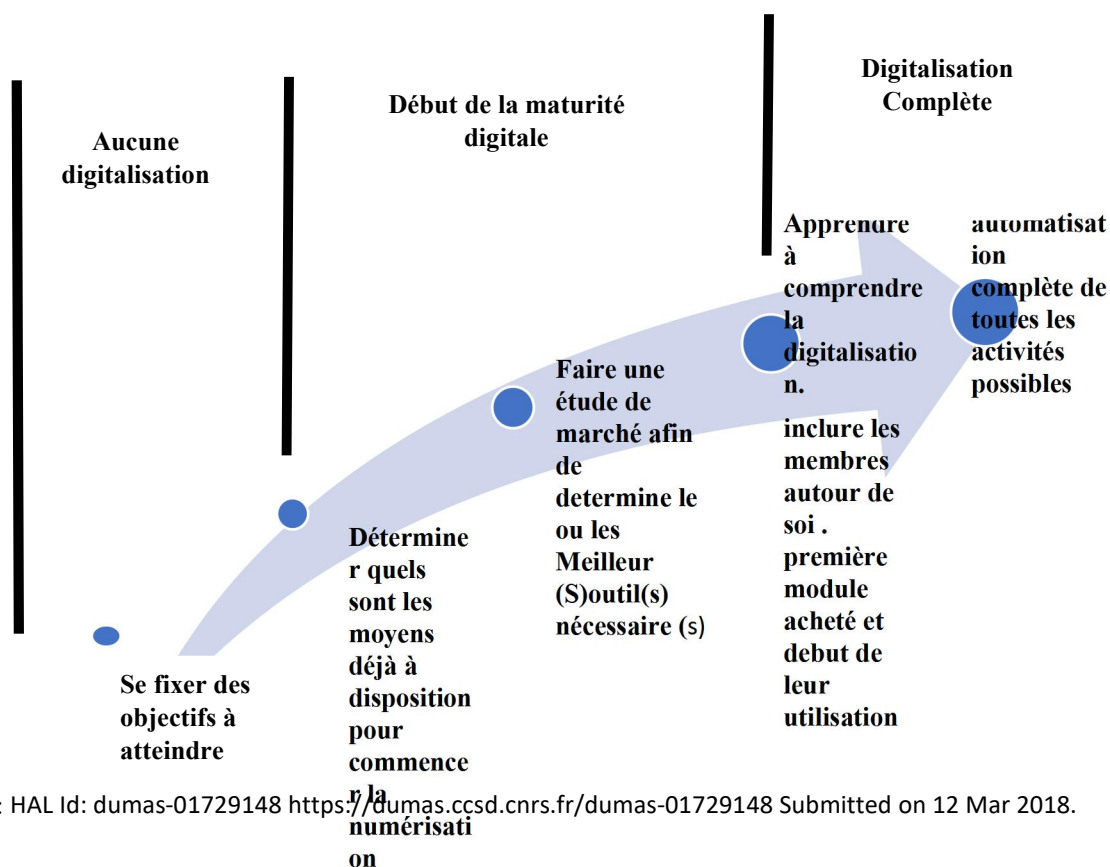 Aucune
digitalisation
Début de la maturité
digitale
Digitalisation
Complète
Se fixer des
objectifs à
atteindre
Détermine
r quels
sont les
moyens
déjà à
disposition
pour
commence
r la
numérisati
on
Faire une
étude de
marché afin
de
determine le
ou les
Meilleur
(S)outil(s)
nécessaire (s)
Apprendre
à
comprendre
la
digitalisatio
n.
inclure les
membres
autour de
soi .
première
module
acheté et
debut de
leur
utilisation
automatisat
ion
complète de
toutes les
activités
possibles
: HAL Id: dumas-01729148 https://dumas.ccsd.cnrs.fr/dumas-01729148 Submitted on 12 Mar 2018.